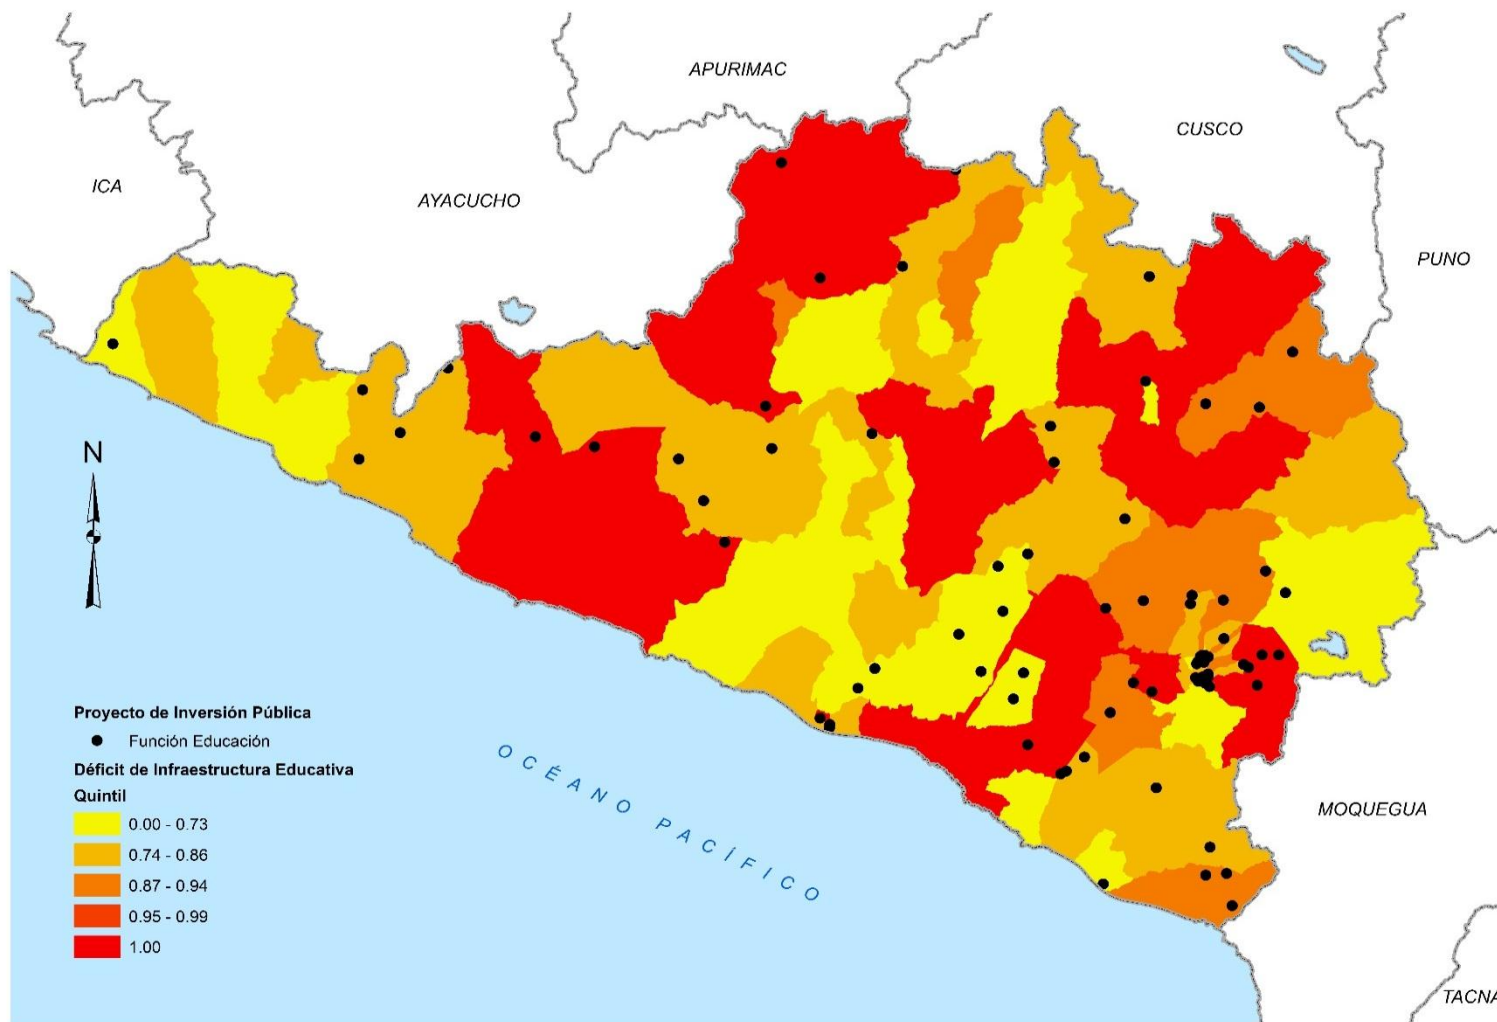 APURIMAC
CUSCO
ICA
AYACUCHO
PUNO
N
Proyecto de Inversión Pública
Función Educación
Déficit de Infraestructura Educativa
Quintil
0.00 - 0.73
0.74 - 0.86
0.87 - 0.94
0.95 - 0.99
1.00
OCÉANO PACÍFICO
MOQUEGUA
TACNA